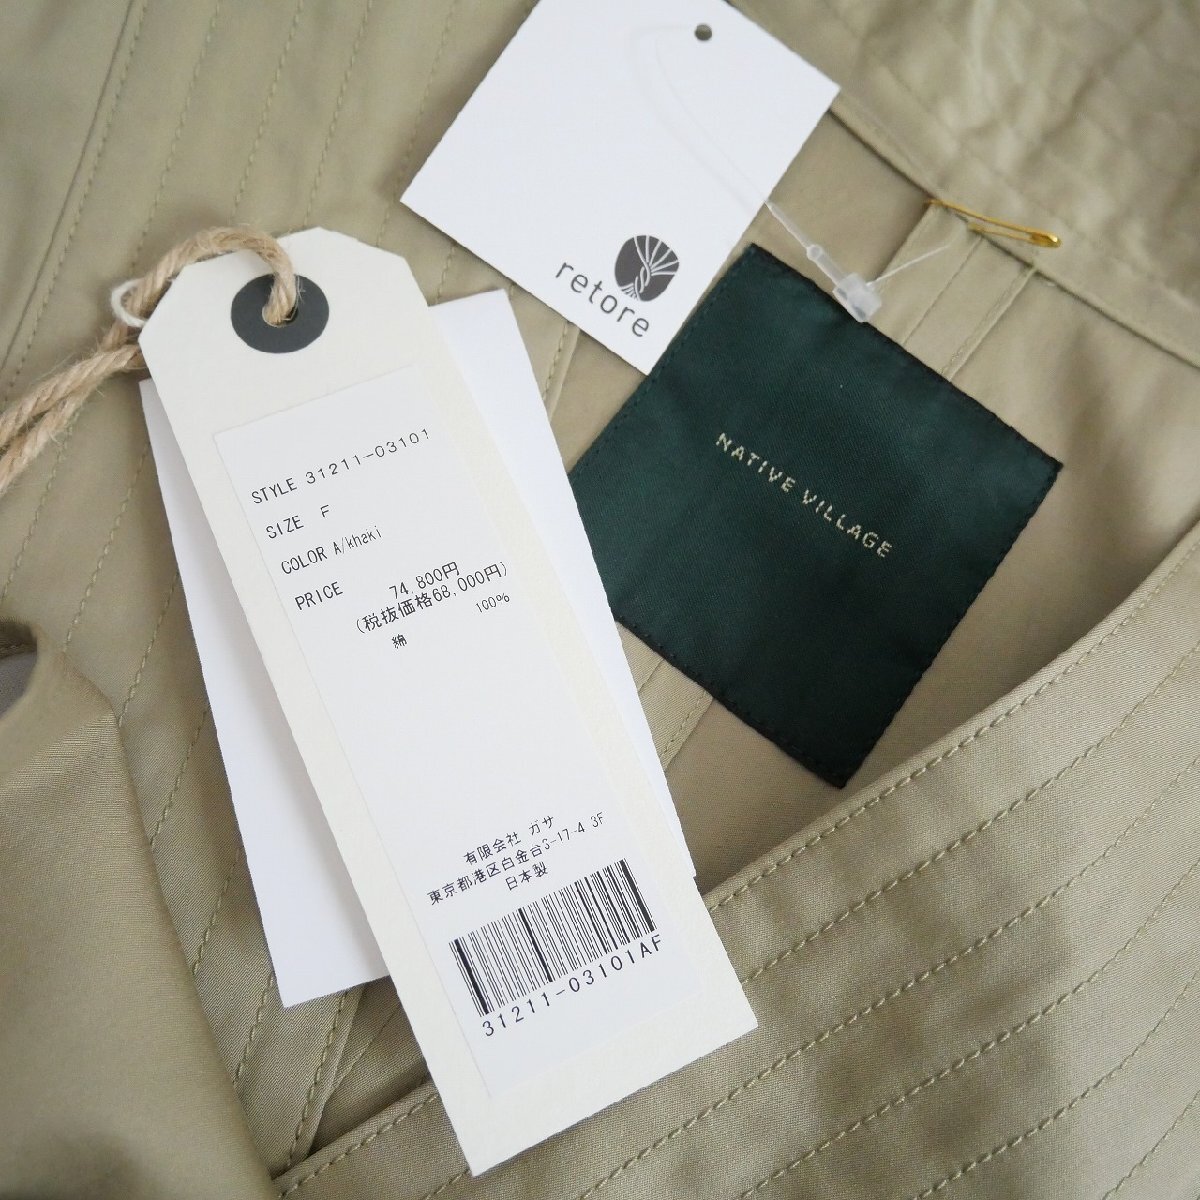 retore
NATIVE VILLAGE
STYLE 31211-03101
SIZE F
COLOR A/khaki
PRICE 74,800円
(税抜価格68,000円)
綿 100%
有限会社 ガサ
東京都港区白金台3-17-4 3F
日本製
31211-03101AF